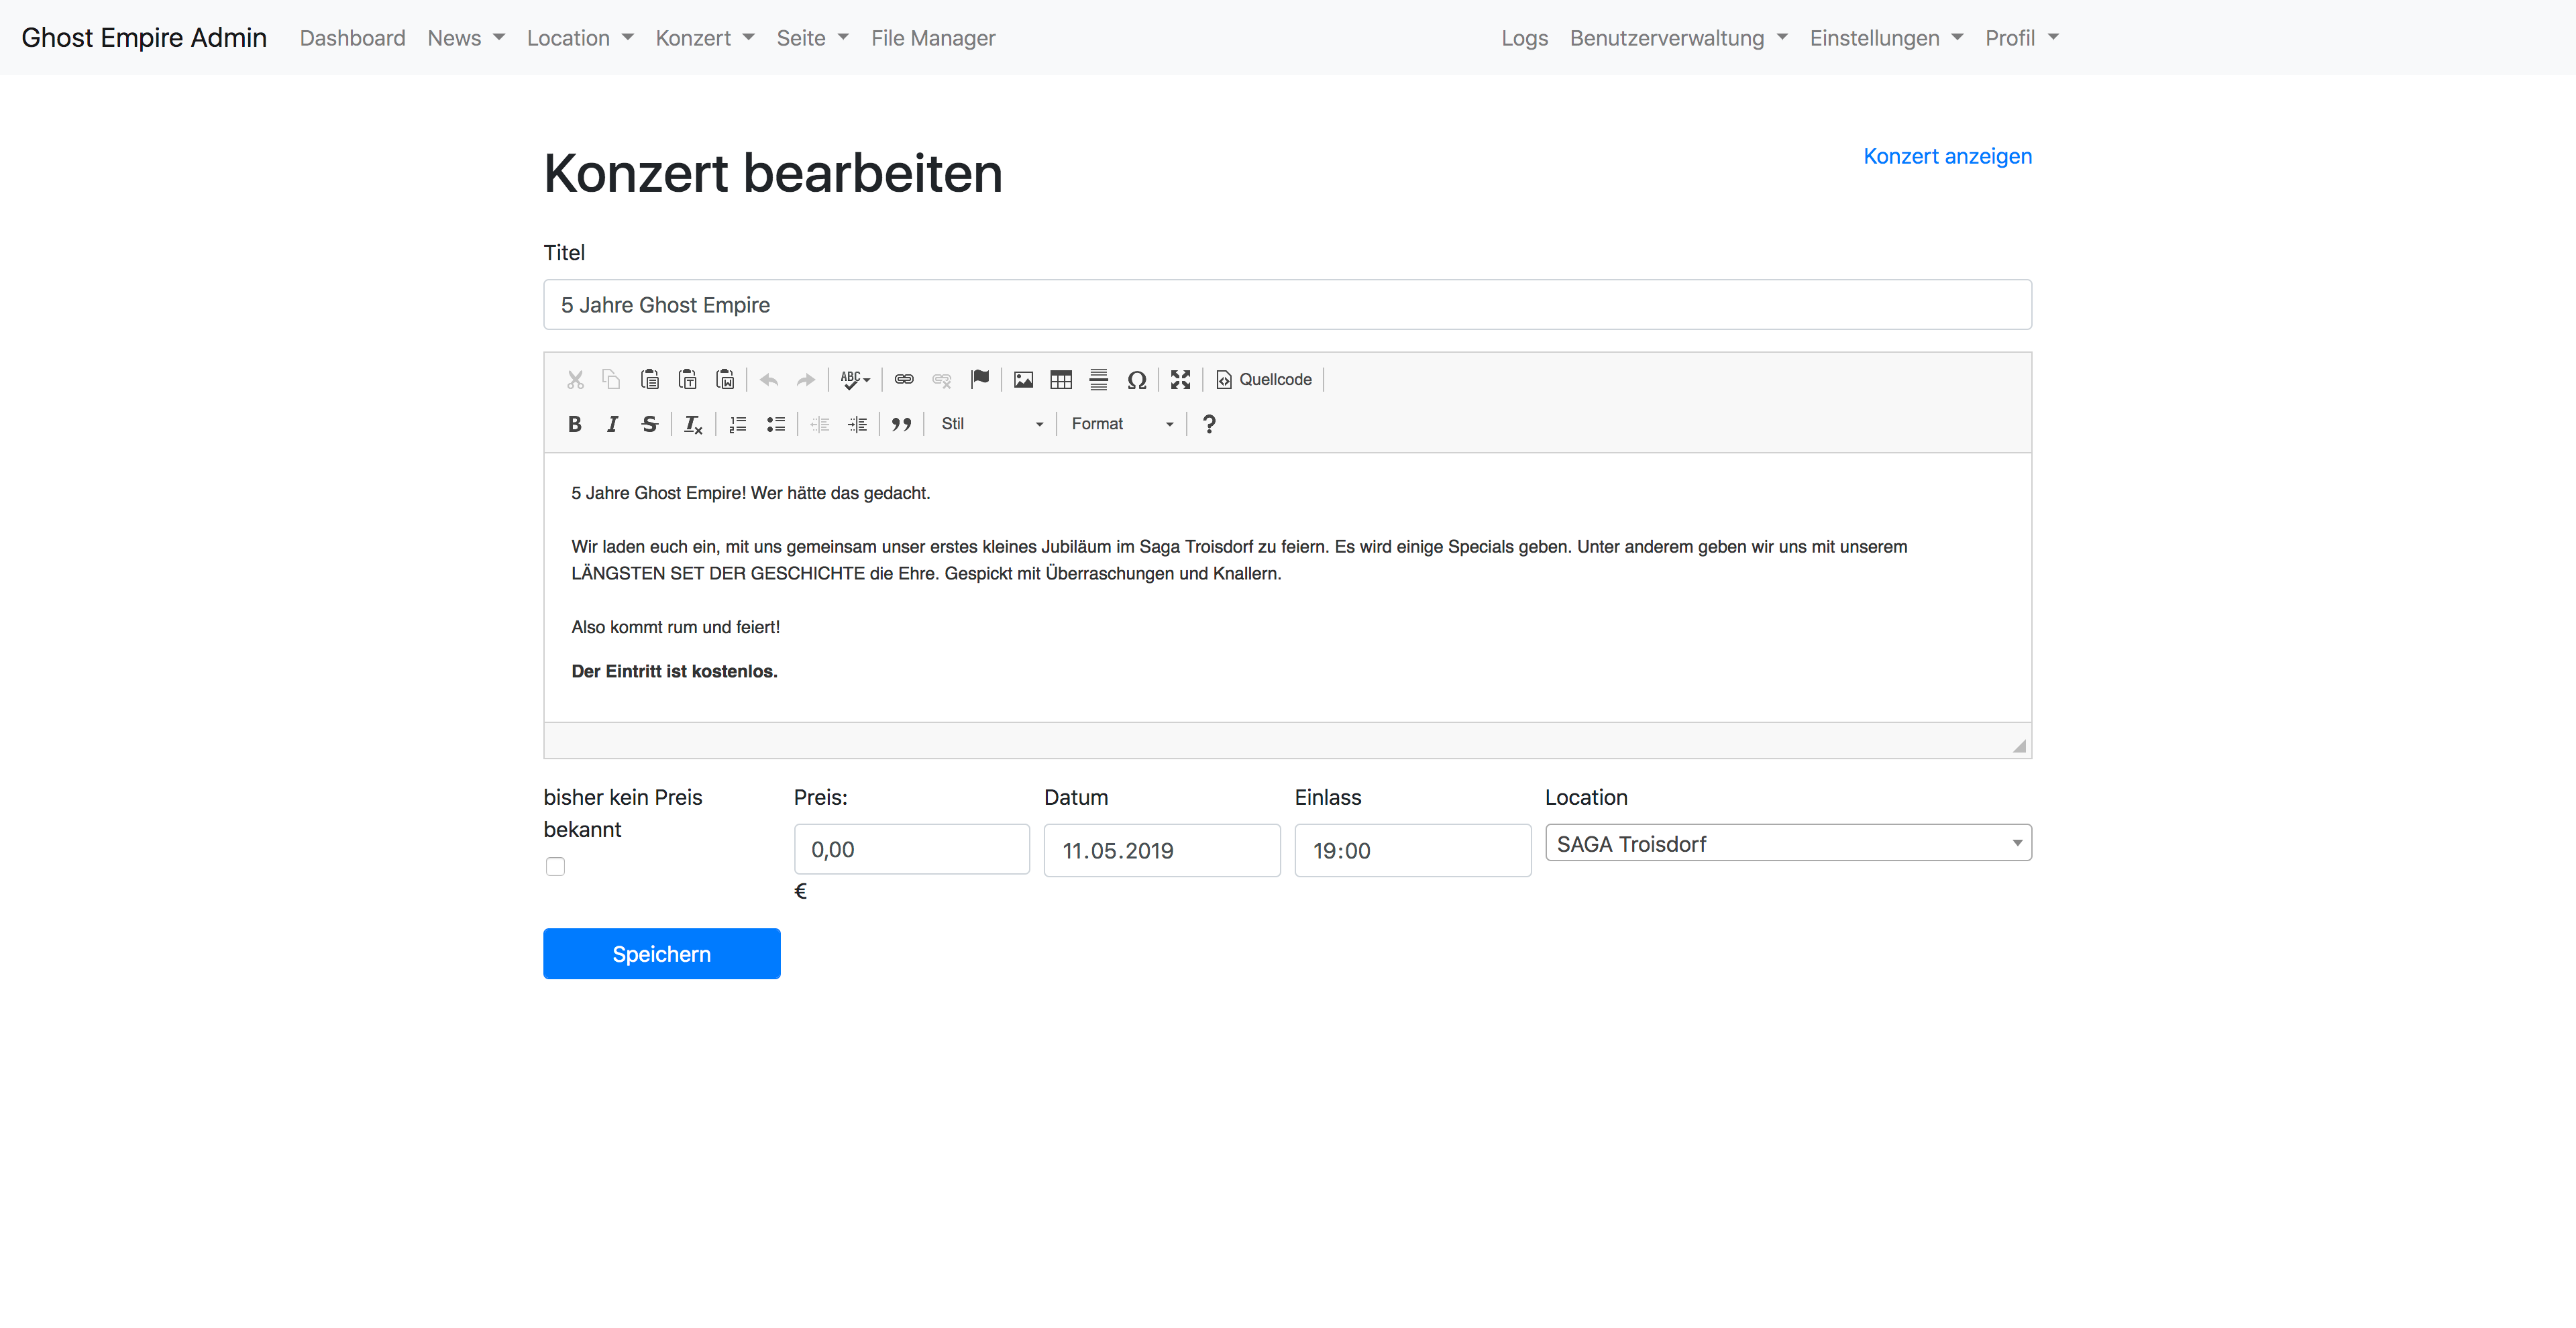 Ghost Empire Admin Dashboard News Location Konzert Seite File Manager Logs Benutzerverwaltung Einstellungen Profil
Konzert bearbeiten
Konzert anzeigen
Titel
5 Jahre Ghost Empire
ABC Quellcode
B I S Stil Format ?
5 Jahre Ghost Empire! Wer hätte das gedacht.
Wir laden euch ein, mit uns gemeinsam unser erstes kleines Jubiläum im Saga Troisdorf zu feiern. Es wird einige Specials geben. Unter anderem geben wir uns mit unserem
LÄNGSTEN SET DER GESCHICHTE die Ehre. Gespickt mit Überraschungen und Knallern.
Also kommt rum und feiert!
Der Eintritt ist kostenlos.
bisher kein Preis
bekannt
Preis:
0,00
€
Datum
11.05.2019
Einlass
19:00
Location
SAGA Troisdorf
Speichern